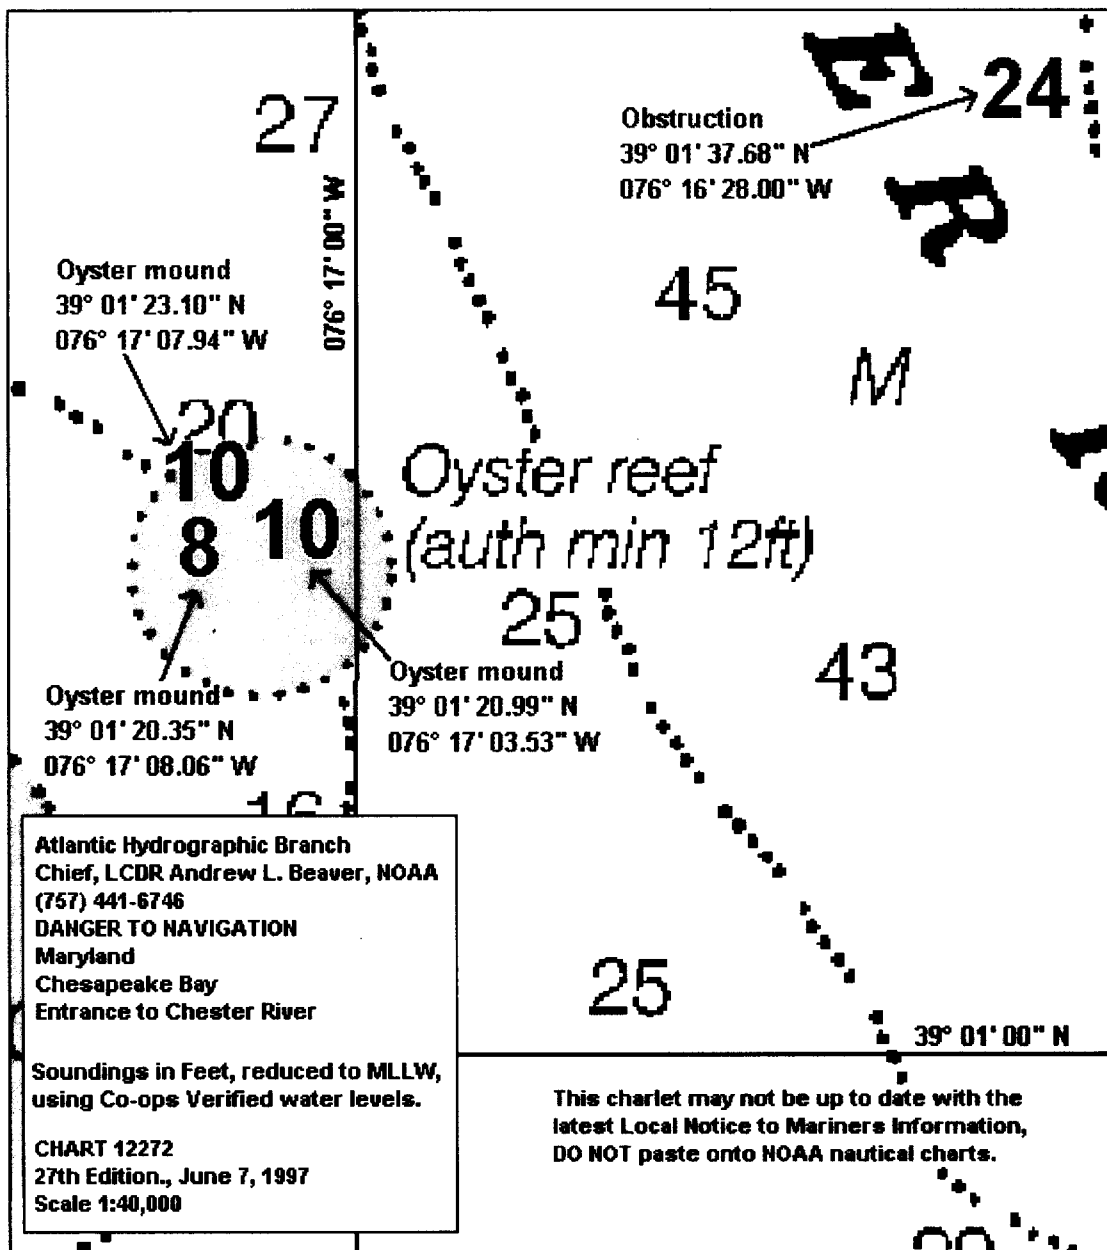 E
24
27
Obstruction
39° 01' 37.68" N
076° 16' 28.00" W
R
076° 17' 00" W
Oyster mound
39° 01' 23.10" N
076° 17' 07.94" W
45
M
20
10
10
8
Oyster reef
(auth min 12ft)
25
43
Oyster mound
39° 01' 20.99" N
076° 17' 03.53" W
Oyster mound
39° 01' 20.35" N
076° 17' 08.06" W
16
Atlantic Hydrographic Branch
Chief, LCDR Andrew L. Beaver, NOAA
(757) 441-6746
DANGER TO NAVIGATION
Maryland
Chesapeake Bay
Entrance to Chester River
25
39° 01' 00" N
Soundings in Feet, reduced to MLLW,
using Co-ops Verified water levels.
CHART 12272
27th Edition., June 7, 1997
Scale 1:40,000
This charlet may not be up to date with the
latest Local Notice to Mariners Information,
DO NOT paste onto NOAA nautical charts.